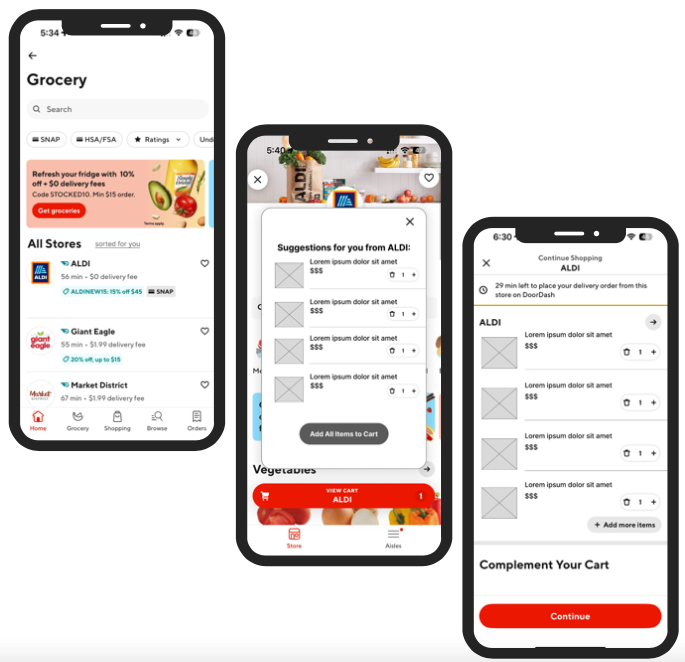 5:34
Grocery
Search
SNAP
HSA/FSA
Ratings
Und
Refresh your fridge with 10%
off + $0 delivery fees
Code STOCKED10. Min $15 order.
Get groceries
Terms apply
All Stores
sorted for you
ALDI
ALDI
56 min • $0 delivery fee
ALDINEW15: 15% off $45
SNAP
giant
eagle
Giant Eagle
55 min • $1.99 delivery fee
20% off, up to $15
Market
DISTRICT
Market District
67 min • $1.99 delivery fee
Home
Grocery
Shopping
Browse
Orders
5:40
ALDI
Suggestions for you from ALDI:
Lorem ipsum dolor sit amet
$$$
1 +
Lorem ipsum dolor sit amet
$$$
1 +
Lorem ipsum dolor sit amet
$$$
1 +
Lorem ipsum dolor sit amet
$$$
1 +
Add All Items to Cart
Vegetables
VIEW CART
ALDI
1
Store
Aisles
6:30
Continue Shopping
ALDI
29 min left to place your delivery order from this
store on DoorDash
ALDI
Lorem ipsum dolor sit amet
$$$
1 +
Lorem ipsum dolor sit amet
$$$
1 +
Lorem ipsum dolor sit amet
$$$
1 +
Lorem ipsum dolor sit amet
$$$
1 +
+ Add more items
Complement Your Cart
Continue